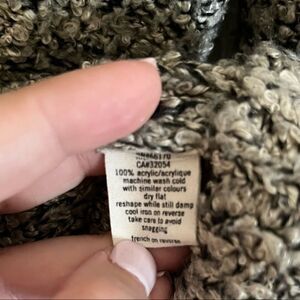 CA#32054
100% acrylic/acrylique
machine wash cold
with similar colours
dry flat
reshape while still damp
cool iron on reverse
take care to avoid
snagging
french on reverse